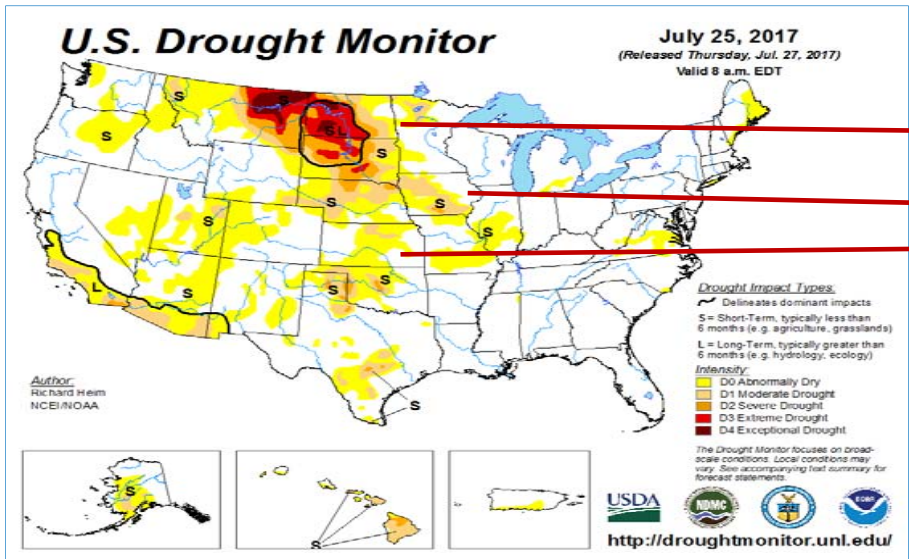 U.S. Drought Monitor
July 25, 2017
(Released Thursday, Jul. 27, 2017)
Valid 8 a.m. EDT
S
S
S
S L
S
S
S
S
S
L
S
S
S
S
Drought Impact Types:
Delineates dominant impacts
S = Short-Term, typically less than
6 months (e.g. agriculture, grasslands)
L = Long-Term, typically greater than
6 months (e.g. hydrology, ecology)
Intensity:
D0 Abnormally Dry
D1 Moderate Drought
D2 Severe Drought
D3 Extreme Drought
D4 Exceptional Drought
Author:
Richard Heim
NCEI/NOAA
The Drought Monitor focuses on broad-
scale conditions. Local conditions may
vary. See accompanying text summary for
forecast statements.
S
S
USDA
NDMC
NOAA
http://droughtmonitor.unl.edu/